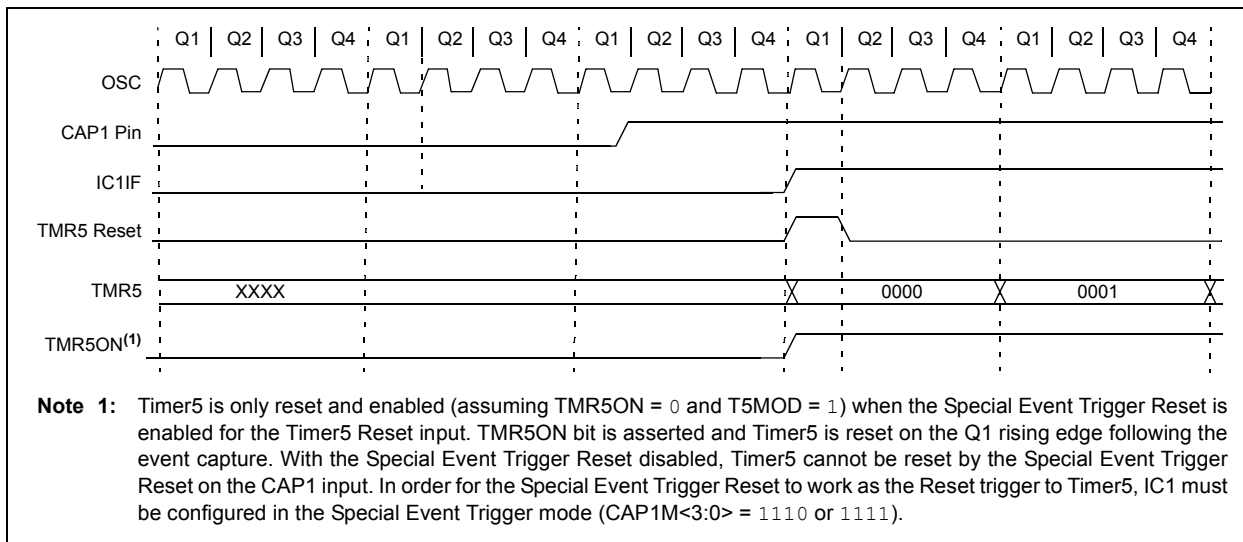 Q1 Q2 Q3 Q4 Q1 Q2 Q3 Q4 Q1 Q2 Q3 Q4 Q1 Q2 Q3 Q4 Q1 Q2 Q3 Q4
OSC
CAP1 Pin
IC1IF
TMR5 Reset
TMR5 XXXX 0000 0001
TMR5ON(1)
Note 1: Timer5 is only reset and enabled (assuming TMR5ON = 0 and T5MOD = 1) when the Special Event Trigger Reset is
enabled for the Timer5 Reset input. TMR5ON bit is asserted and Timer5 is reset on the Q1 rising edge following the
event capture. With the Special Event Trigger Reset disabled, Timer5 cannot be reset by the Special Event Trigger
Reset on the CAP1 input. In order for the Special Event Trigger Reset to work as the Reset trigger to Timer5, IC1 must
be configured in the Special Event Trigger mode (CAP1M<3:0> = 1110 or 1111).